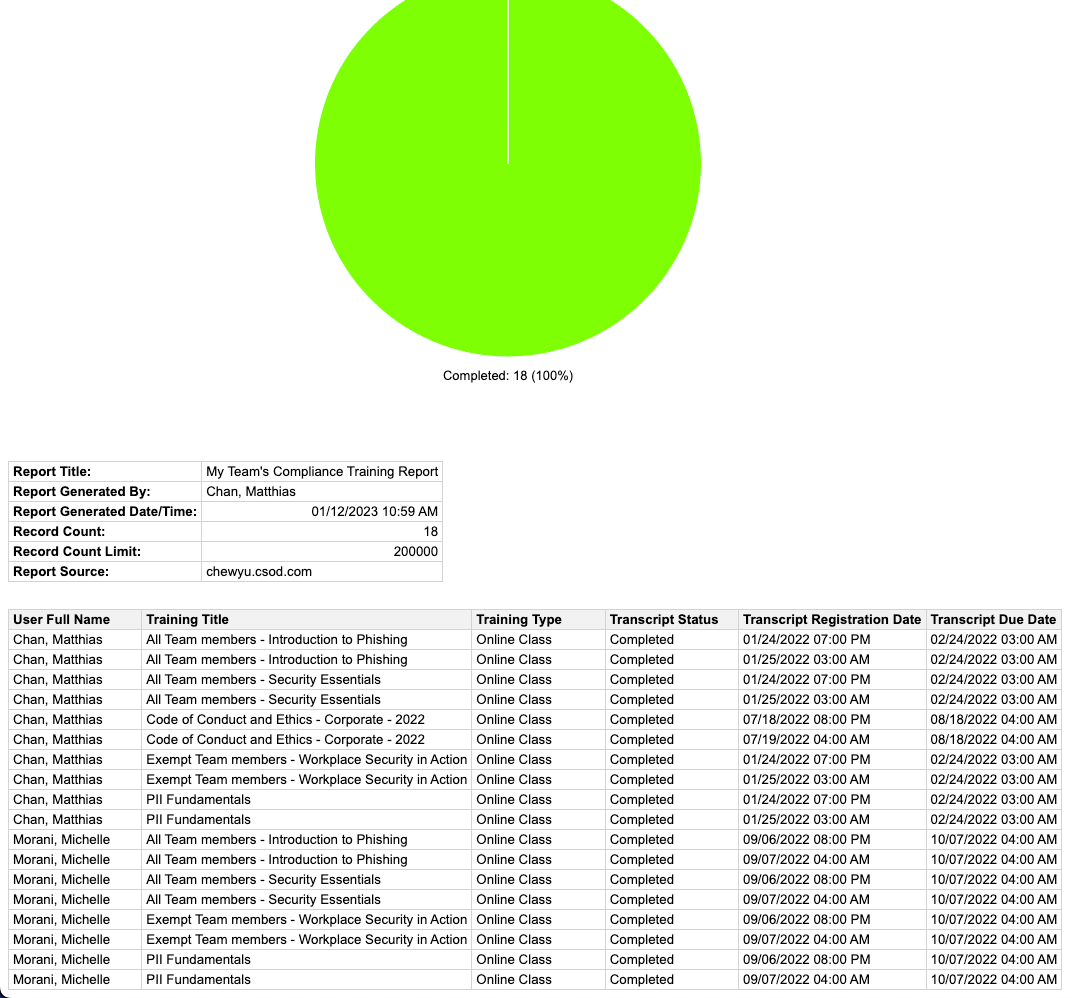 Completed: 18 (100%)
Report Title: My Team's Compliance Training Report
Report Generated By: Chan, Matthias
Report Generated Date/Time: 01/12/2023 10:59 AM
Record Count: 18
Record Count Limit: 200000
Report Source: chewyu.csod.com
User Full Name Training Title Training Type Transcript Status Transcript Registration Date Transcript Due Date
Chan, Matthias All Team members - Introduction to Phishing Online Class Completed 01/24/2022 07:00 PM 02/24/2022 03:00 AM
Chan, Matthias All Team members - Introduction to Phishing Online Class Completed 01/25/2022 03:00 AM 02/24/2022 03:00 AM
Chan, Matthias All Team members - Security Essentials Online Class Completed 01/24/2022 07:00 PM 02/24/2022 03:00 AM
Chan, Matthias All Team members - Security Essentials Online Class Completed 01/25/2022 03:00 AM 02/24/2022 03:00 AM
Chan, Matthias Code of Conduct and Ethics - Corporate - 2022 Online Class Completed 07/18/2022 08:00 PM 08/18/2022 04:00 AM
Chan, Matthias Code of Conduct and Ethics - Corporate - 2022 Online Class Completed 07/19/2022 04:00 AM 08/18/2022 04:00 AM
Chan, Matthias Exempt Team members - Workplace Security in Action Online Class Completed 01/24/2022 07:00 PM 02/24/2022 03:00 AM
Chan, Matthias Exempt Team members - Workplace Security in Action Online Class Completed 01/25/2022 03:00 AM 02/24/2022 03:00 AM
Chan, Matthias PII Fundamentals Online Class Completed 01/24/2022 07:00 PM 02/24/2022 03:00 AM
Chan, Matthias PII Fundamentals Online Class Completed 01/25/2022 03:00 AM 02/24/2022 03:00 AM
Morani, Michelle All Team members - Introduction to Phishing Online Class Completed 09/06/2022 08:00 PM 10/07/2022 04:00 AM
Morani, Michelle All Team members - Introduction to Phishing Online Class Completed 09/07/2022 04:00 AM 10/07/2022 04:00 AM
Morani, Michelle All Team members - Security Essentials Online Class Completed 09/06/2022 08:00 PM 10/07/2022 04:00 AM
Morani, Michelle All Team members - Security Essentials Online Class Completed 09/07/2022 04:00 AM 10/07/2022 04:00 AM
Morani, Michelle Exempt Team members - Workplace Security in Action Online Class Completed 09/06/2022 08:00 PM 10/07/2022 04:00 AM
Morani, Michelle Exempt Team members - Workplace Security in Action Online Class Completed 09/07/2022 04:00 AM 10/07/2022 04:00 AM
Morani, Michelle PII Fundamentals Online Class Completed 09/06/2022 08:00 PM 10/07/2022 04:00 AM
Morani, Michelle PII Fundamentals Online Class Completed 09/07/2022 04:00 AM 10/07/2022 04:00 AM